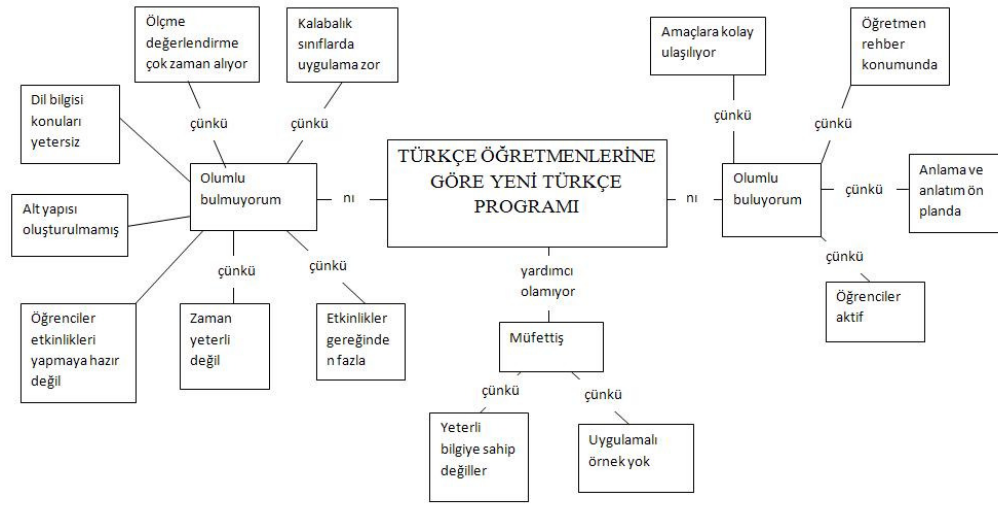 Ölçme
değerlendirme
çok zaman alıyor
Kalabalık
sınıflarda
uygulama zor
Amaçlara kolay
ulaşılıyor
Öğretmen
rehber
konumunda
Dil bilgisi
konuları
yetersiz
çünkü
çünkü
çünkü
çünkü
TÜRKÇE ÖĞRETMENLERİNE
GÖRE YENİ TÜRKÇE
PROGRAMI
Olumlu
bulmuyorum
nı
nı
Olumlu
buluyorum
çünkü
Anlama ve
anlatım ön
planda
Alt yapısı
oluşturulmamış
çünkü
çünkü
yardımcı
olamıyor
çünkü
Öğrenciler
etkinlikleri
yapmaya hazır
değil
Zaman
yeterli
değil
Etkinlikler
gereğinde
n fazla
Müfettiş
Öğrenciler
aktif
çünkü
çünkü
Yeterli
bilgiye sahip
değiller
Uygulamalı
örnek yok